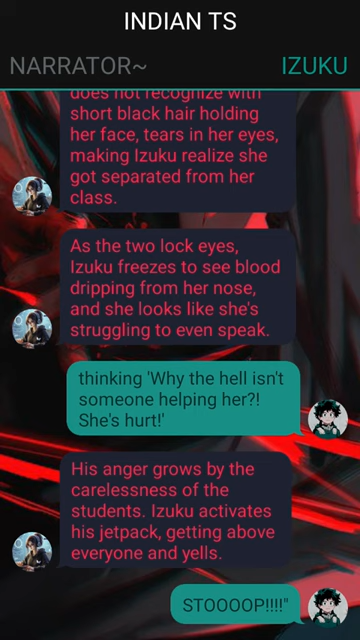 INDIAN TS
NARRATOR~ IZUKU
does not recognize with
short black hair holding
her face, tears in her eyes,
making Izuku realize she
got separated from her
class.
As the two lock eyes,
Izuku freezes to see blood
dripping from her nose,
and she looks like she's
struggling to even speak.
thinking 'Why the hell isn't
someone helping her?!
She's hurt!'
His anger grows by the
carelessness of the
students. Izuku activates
his jetpack, getting above
everyone and yells.
STOOOOP!!!!"